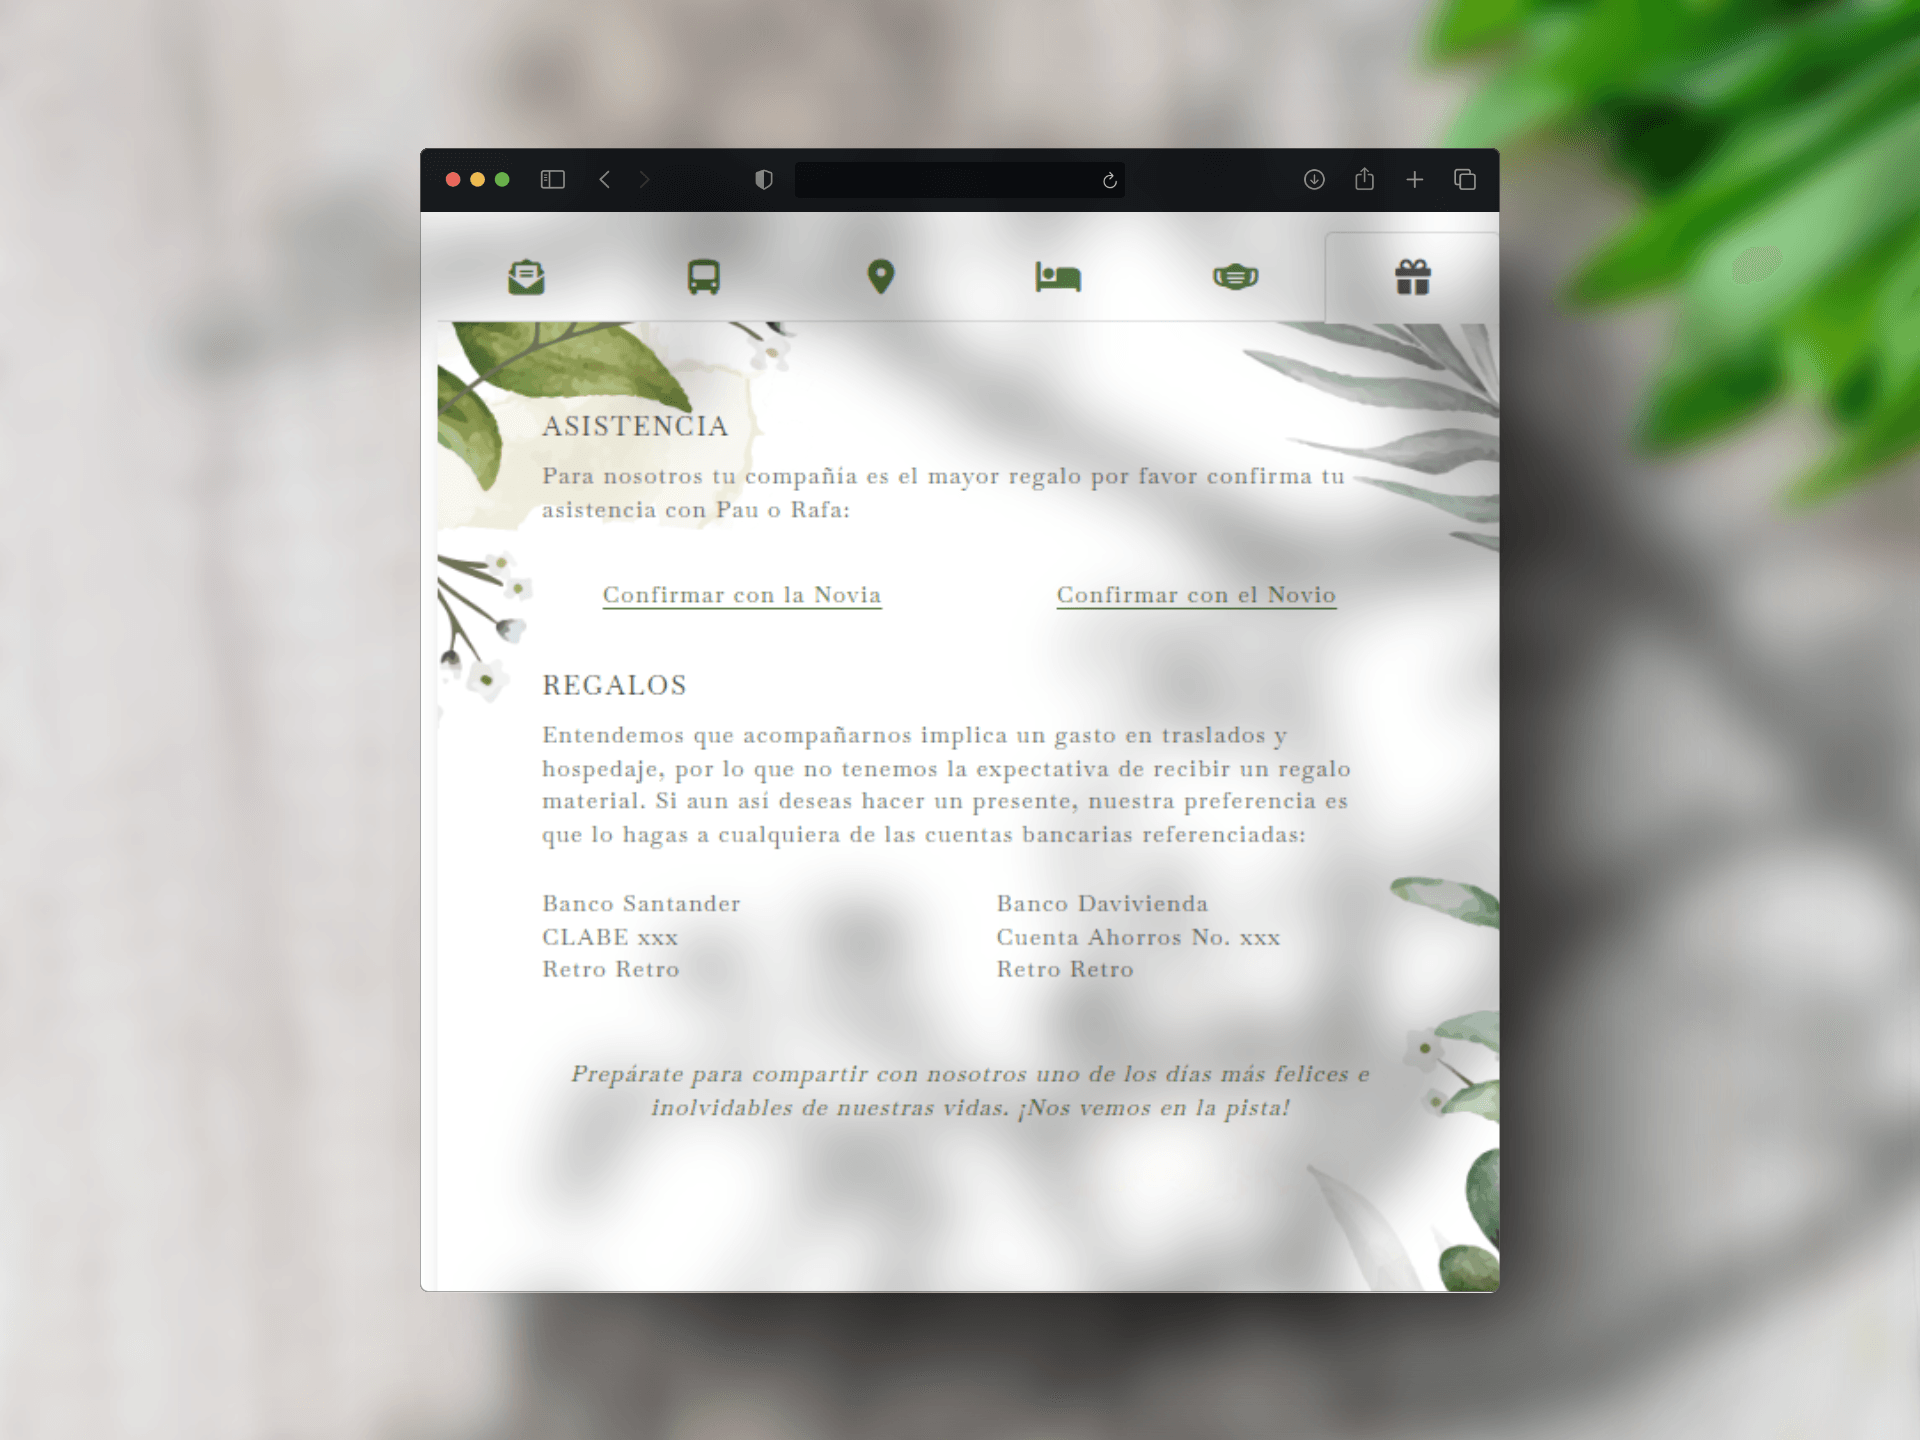 ASISTENCIA
Para nosotros tu compañía es el mayor regalo por favor confirma tu
asistencia con Pau o Rafa:
Confirmar con la Novia
Confirmar con el Novio
REGALOS
Entendemos que acompañarnos implica un gasto en traslados y
hospedaje, por lo que no tenemos la expectativa de recibir un regalo
material. Si aun así deseas hacer un presente, nuestra preferencia es
que lo hagas a cualquiera de las cuentas bancarias referenciadas:
Banco Santander
CLABE xxx
Retro Retro
Banco Davivienda
Cuenta Ahorros No. xxx
Retro Retro
Prepárate para compartir con nosotros uno de los días más felices e
inolvidables de nuestras vidas. ¡Nos vemos en la pista!